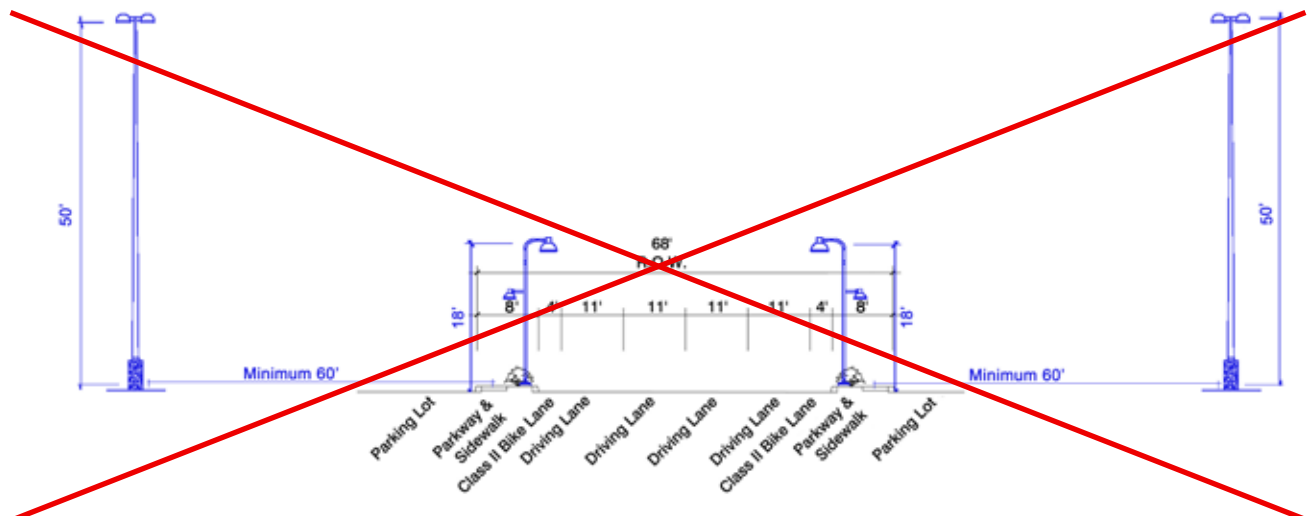 50'
50'
68'
R.O.W.
8'
4'
11'
11'
11'
11'
4'
8'
18'
18'
Minimum 60'
Minimum 60'
Parking Lot
Parkway &
Sidewalk
Class II Bike Lane
Driving Lane
Driving Lane
Driving Lane
Driving Lane
Class II Bike Lane
Parkway &
Sidewalk
Parking Lot